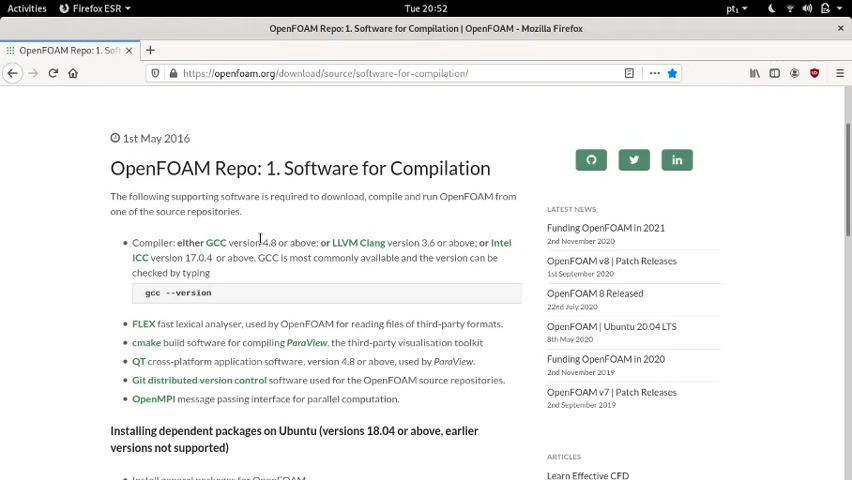 Activities Firefox ESR Tue 20:52 pt1
OpenFOAM Repo: 1. Software for Compilation | OpenFOAM - Mozilla Firefox
OpenFOAM Repo: 1. Soft
https://openfoam.org/download/source/software-for-compilation/
1st May 2016
OpenFOAM Repo: 1. Software for Compilation
The following supporting software is required to download, compile and run OpenFOAM from
one of the source repositories.
• Compiler: either GCC version 4.8 or above; or LLVM Clang version 3.6 or above; or Intel
ICC version 17.0.4 or above. GCC is most commonly available and the version can be
checked by typing
gcc --version
• FLEX fast lexical analyser, used by OpenFOAM for reading files of third-party formats.
• cmake build software for compiling ParaView, the third-party visualisation toolkit
• QT cross-platform application software, version 4.8 or above, used by ParaView.
• Git distributed version control software used for the OpenFOAM source repositories.
• OpenMPI message passing interface for parallel computation.
Installing dependent packages on Ubuntu (versions 18.04 or above, earlier
versions not supported)
• Install general packages for OpenFOAM
LATEST NEWS
Funding OpenFOAM in 2021
2nd November 2020
OpenFOAM v8 | Patch Releases
1st September 2020
OpenFOAM 8 Released
22nd July 2020
OpenFOAM | Ubuntu 20.04 LTS
8th May 2020
Funding OpenFOAM in 2020
2nd November 2019
OpenFOAM v7 | Patch Releases
2nd September 2019
ARTICLES
Learn Effective CFD